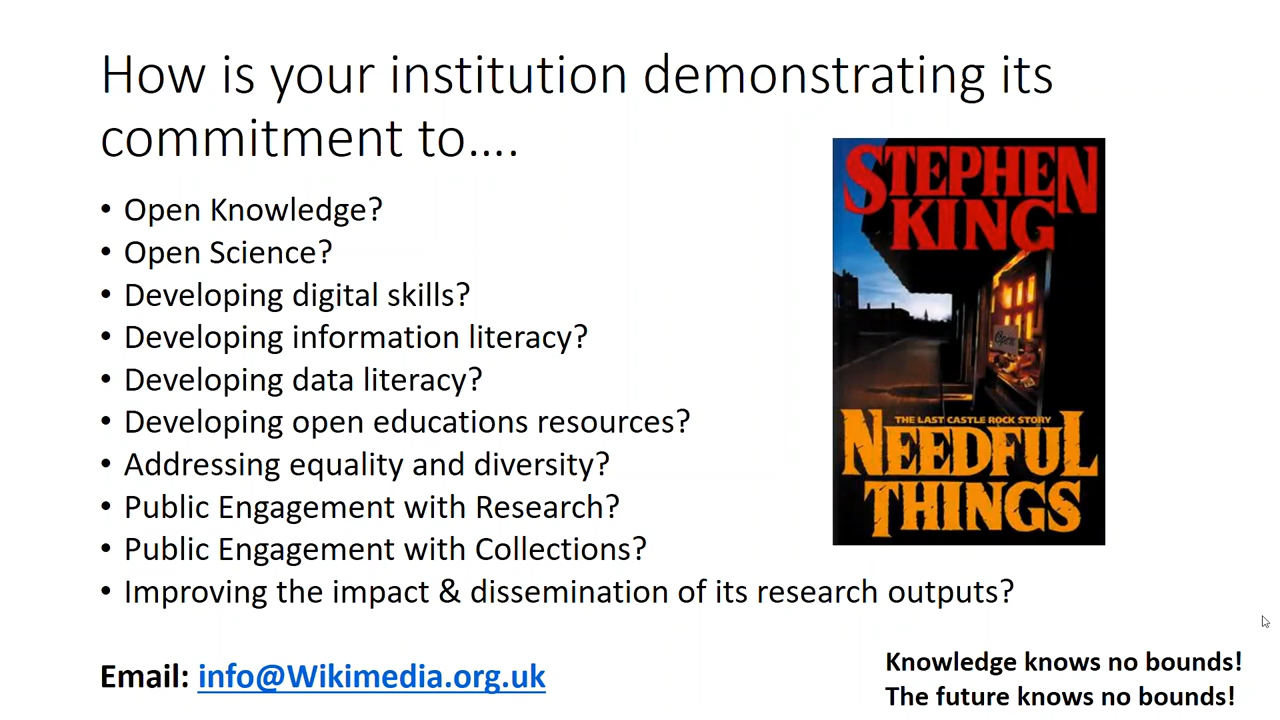 How is your institution demonstrating its
commitment to....
• Open Knowledge?
• Open Science?
• Developing digital skills?
• Developing information literacy?
• Developing data literacy?
• Developing open educations resources?
• Addressing equality and diversity?
• Public Engagement with Research?
• Public Engagement with Collections?
• Improving the impact & dissemination of its research outputs?
STEPHEN
KING
Open
THE LAST CASTLE ROCK STORY
NEEDFUL
THINGS
Email: info@Wikimedia.org.uk
Knowledge knows no bounds!
The future knows no bounds!